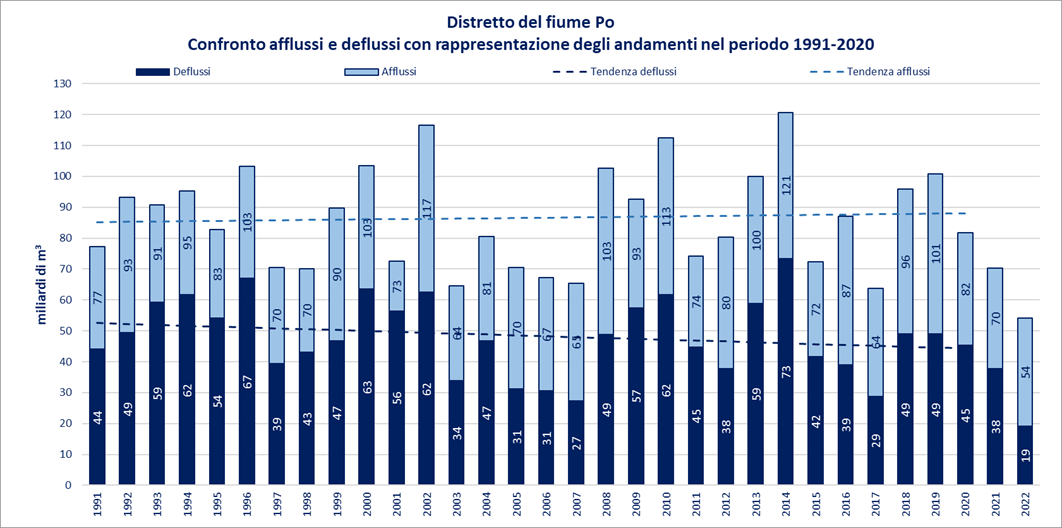 Distretto del fiume Po
Confronto afflussi e deflussi con rappresentazione degli andamenti nel periodo 1991-2020
Deflussi Afflussi Tendenza deflussi Tendenza afflussi
miliardi di m³
130
120
110
100
90
80
70
60
50
40
30
20
10
0
77 93 91 95 83 103 70 70 90 103 73 117 64 81 70 67 65 103 93 113 74 80 100 121 72 87 64 96 101 82 70 54
44 49 59 62 54 67 39 43 47 63 56 62 34 47 31 31 27 49 57 62 45 38 59 73 42 39 29 49 49 45 38 19
1991 1992 1993 1994 1995 1996 1997 1998 1999 2000 2001 2002 2003 2004 2005 2006 2007 2008 2009 2010 2011 2012 2013 2014 2015 2016 2017 2018 2019 2020 2021 2022